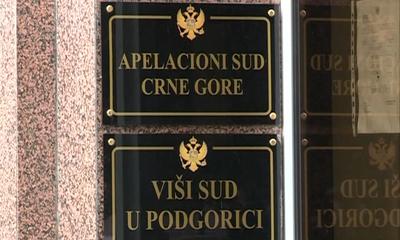 APELACIONI SUD
CRNE GORE
VIŠI SUD
U PODGORICI